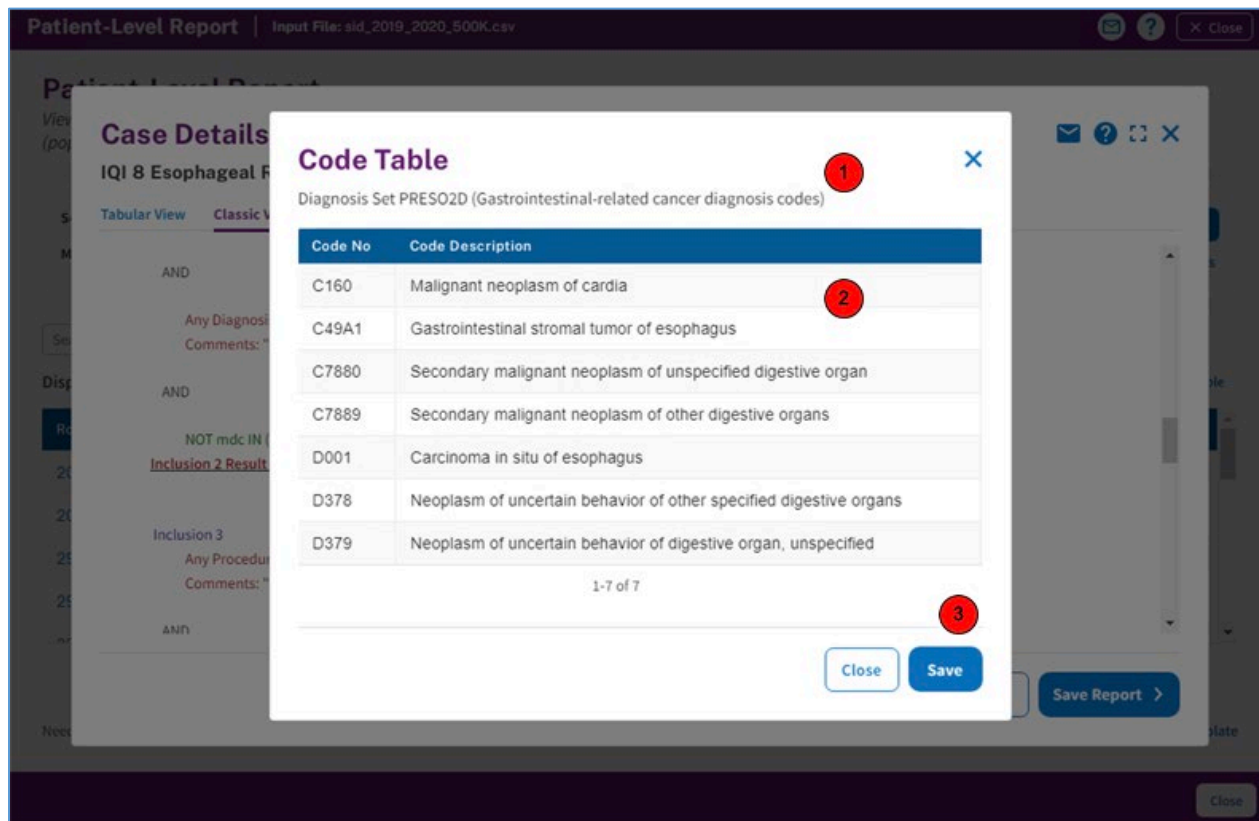 Patient-Level Report | Input File: sid_2019_2020_500K.csv
Close
Case Details
IQI 8 Esophageal
Tabular View Classic
AND
Any
Comments: "
AND
NOT mdc IN (
Inclusion 2 Result
Inclusion 3
Any
Comments: "
AND
Code Table
1
Diagnosis Set PRESO2D (Gastrointestinal-related cancer diagnosis codes)
Code No Code Description
C160 Malignant neoplasm of cardia
2
C49A1 Gastrointestinal stromal tumor of esophagus
C7880 Secondary malignant neoplasm of unspecified digestive organ
C7889 Secondary malignant neoplasm of other digestive organs
D001 Carcinoma in situ of esophagus
D378 Neoplasm of uncertain behavior of other specified digestive organs
D379 Neoplasm of uncertain behavior of digestive organ, unspecified
1-7 of 7
3
Close Save
Save Report
Close